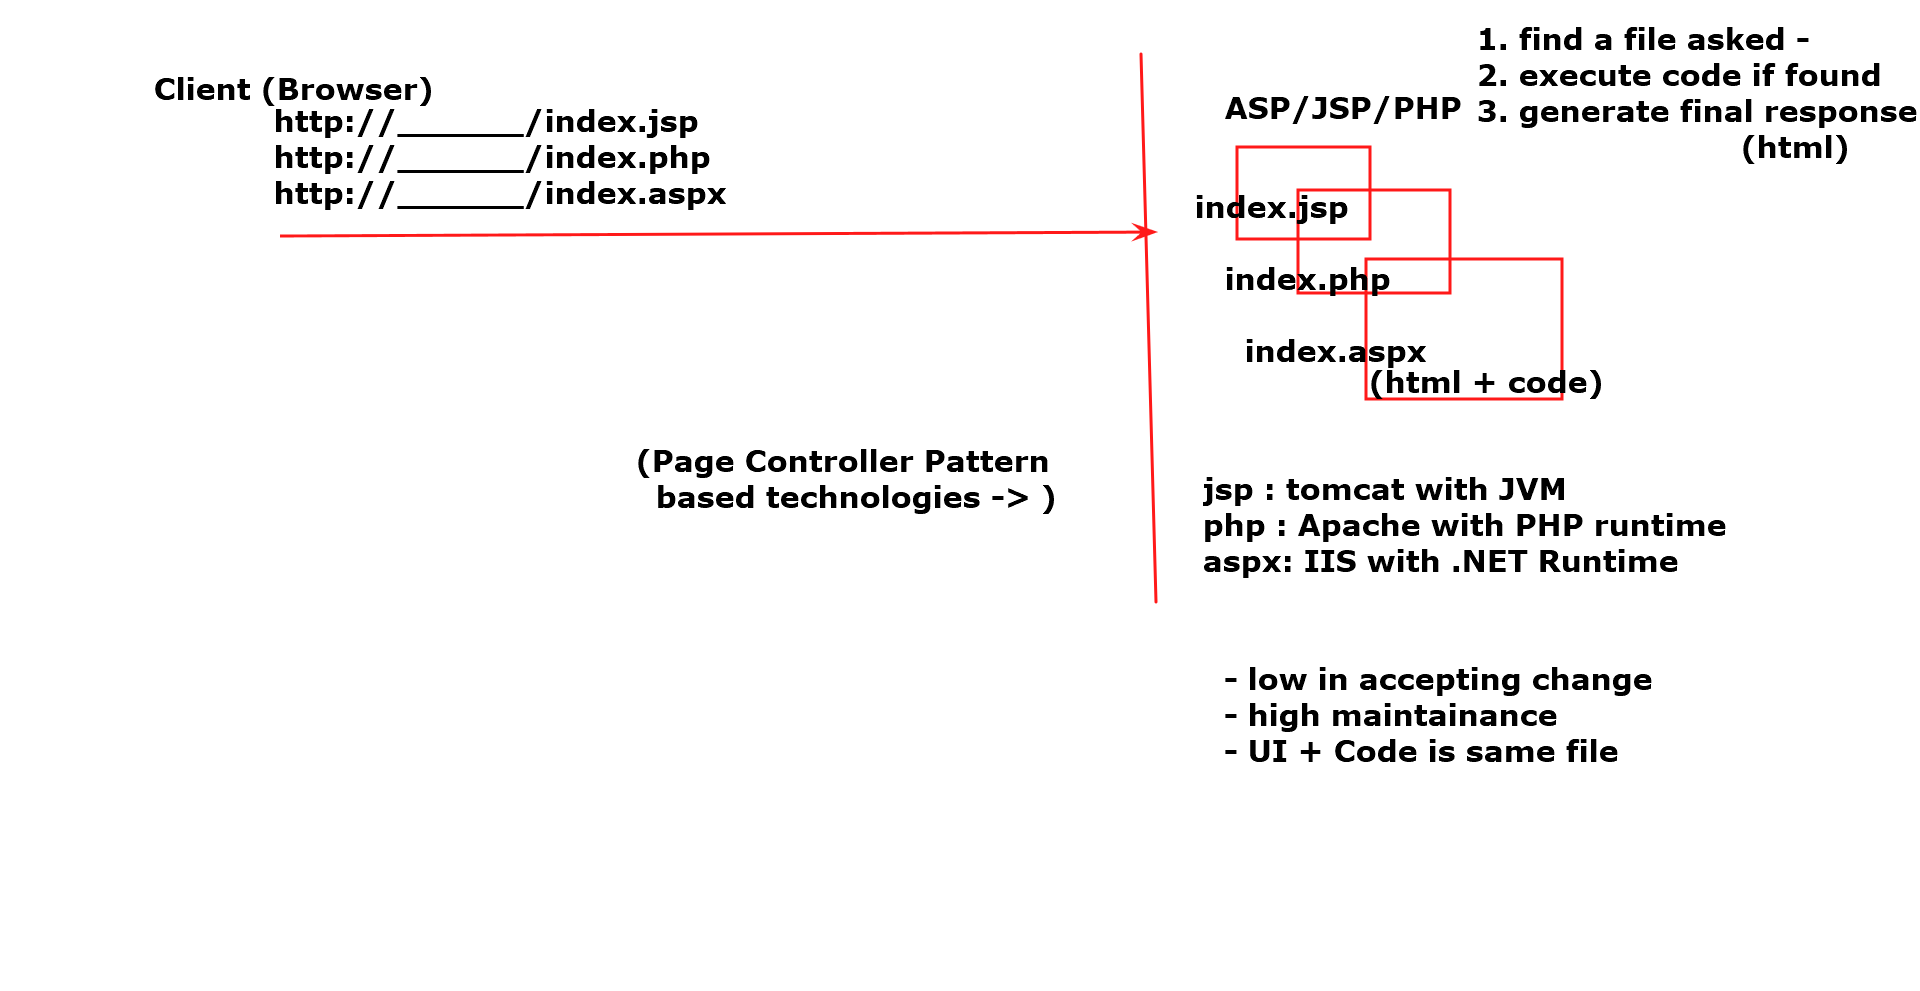 Client (Browser)
http://_______/index.jsp
http://_______/index.php
http://_______/index.aspx
1. find a file asked -
2. execute code if found
ASP/JSP/PHP
3. generate final response
(html)
index.jsp
index.php
index.aspx
(html + code)
(Page Controller Pattern
based technologies -> )
jsp : tomcat with JVM
php : Apache with PHP runtime
aspx: IIS with .NET Runtime
- low in accepting change
- high maintainance
- UI + Code is same file